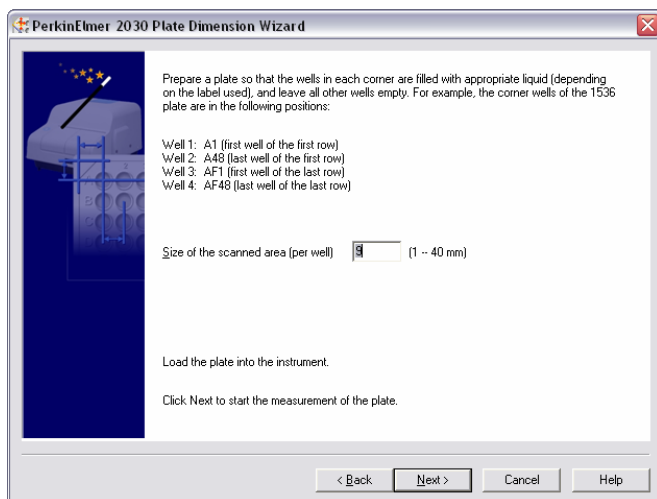 PerkinElmer 2030 Plate Dimension Wizard
Prepare a plate so that the wells in each corner are filled with appropriate liquid (depending
on the label used), and leave all other wells empty. For example, the corner wells of the 1536
plate are in the following positions:
Well 1: A1 (first well of the first row)
Well 2: A48 (last well of the first row)
Well 3: AF1 (first well of the last row)
Well 4: AF48 (last well of the last row)
Size of the scanned area (per well) 9 (1 -- 40 mm)
Load the plate into the instrument.
Click Next to start the measurement of the plate.
< Back Next > Cancel Help